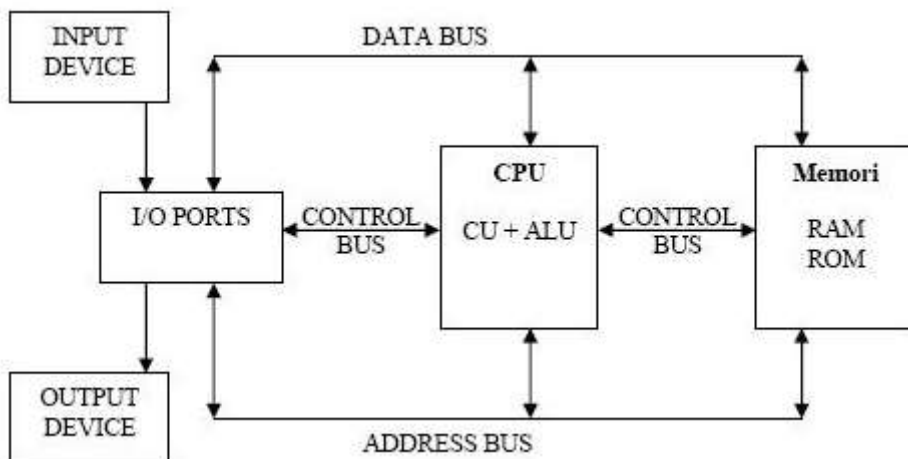 INPUT
DEVICE
DATA BUS
I/O PORTS
CONTROL
BUS
CPU
CU + ALU
CONTROL
BUS
Memori
RAM
ROM
OUTPUT
DEVICE
ADDRESS BUS